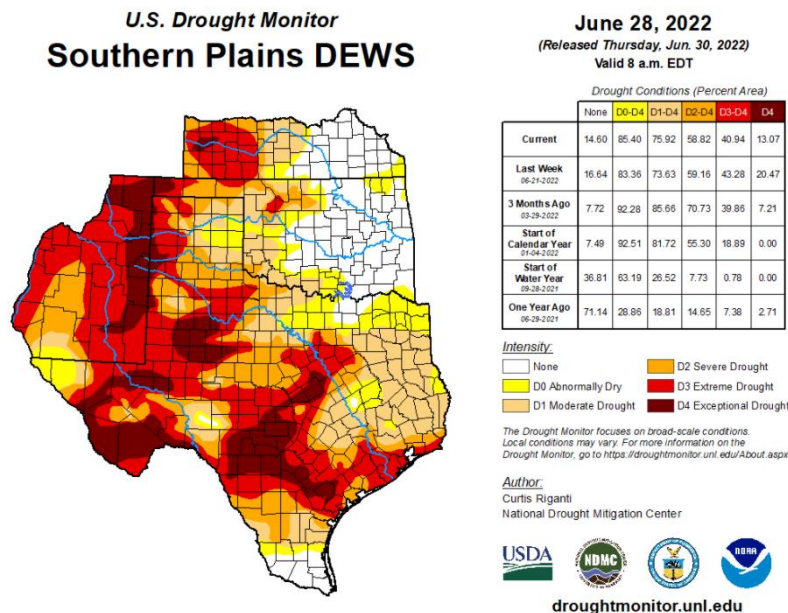 U.S. Drought Monitor
Southern Plains DEWS
June 28, 2022
(Released Thursday, Jun. 30, 2022)
Valid 8 a.m. EDT
Drought Conditions (Percent Area)
None D0-D4 D1-D4 D2-D4 D3-D4 D4
Current 14.60 85.40 75.92 58.82 40.94 13.07
Last Week 16.64 83.36 73.63 59.16 43.28 20.47
06-21-2022
3 Months Ago 7.72 92.28 85.66 70.73 39.86 7.21
03-29-2022
Start of
Calendar Year 7.49 92.51 81.72 55.30 18.89 0.00
01-04-2022
Start of
Water Year 36.81 63.19 26.52 7.73 0.78 0.00
09-28-2021
One Year Ago 71.14 28.86 18.81 14.65 7.38 2.71
06-29-2021
Intensity:
None
D0 Abnormally Dry
D1 Moderate Drought
D2 Severe Drought
D3 Extreme Drought
D4 Exceptional Drought
The Drought Monitor focuses on broad-scale conditions.
Local conditions may vary. For more information on the
Drought Monitor, go to https://droughtmonitor.unl.edu/About.aspx
Author:
Curtis Riganti
National Drought Mitigation Center
USDA
NDMC
NOAA
droughtmonitor.unl.edu